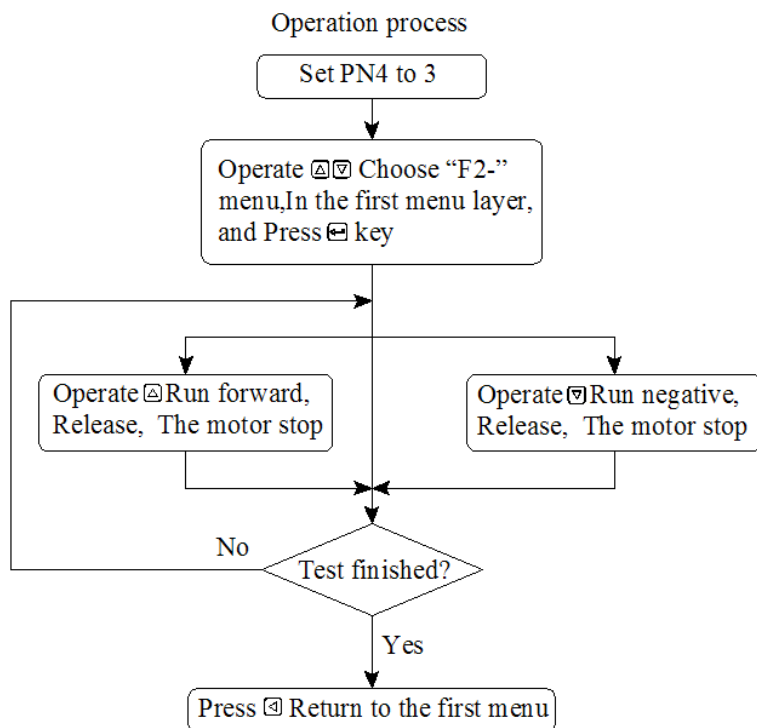 Operation process
Set PN4 to 3
Operate △▽ Choose “F2-”
menu,In the first menu layer,
and Press ↵ key
Operate △ Run forward,
Release, The motor stop
Operate ▽ Run negative,
Release, The motor stop
No
Test finished?
Yes
Press ◁ Return to the first menu